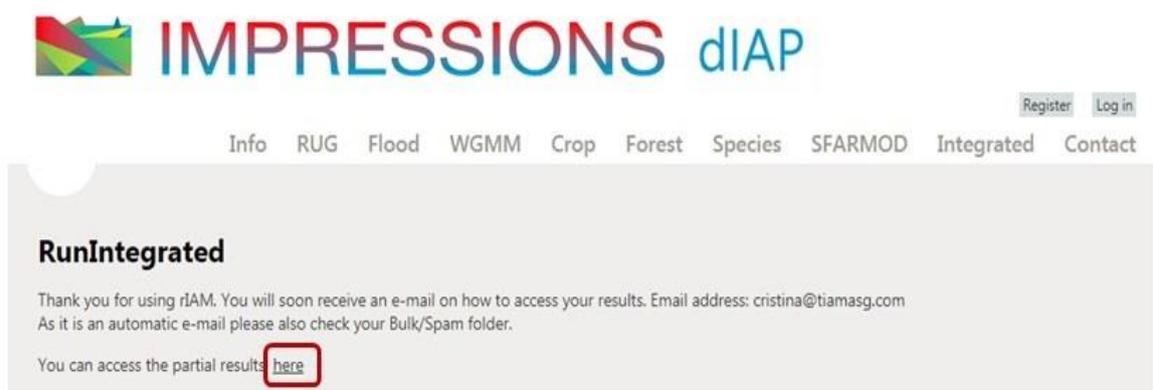 IMPRESSIONS dIAP
Register Log in
Info RUG Flood WGMM Crop Forest Species SFARMOD Integrated Contact
RunIntegrated
Thank you for using rIAM. You will soon receive an e-mail on how to access your results. Email address: cristina@tiamasg.com
As it is an automatic e-mail please also check your Bulk/Spam folder.
You can access the partial results here